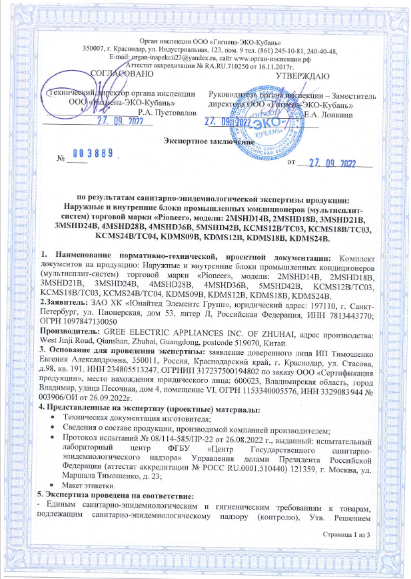 Орган инспекции ООО «Гигиена-ЭКО-Кубань»
350007, г. Краснодар, ул. Индустриальная, 123, пом. 9 тел. (861) 245-10-81, 240-40-48,
E-mail: organ-inspekcii23@yandex.ru, сайт www.орган-инспекции.рф
Аттестат аккредитации № RA.RU.710250 от 16.11.2017г.
СОГЛАСОВАНО УТВЕРЖДАЮ
Технический директор органа инспекции
ООО «Гигиена-ЭКО-Кубань»
Р.А. Пустовалов
27. 09. 2022
Руководитель органа инспекции – Заместитель
директора ООО «Гигиена-ЭКО-Кубань»
Е.А. Лонкина
27. 09. 2022
«ЭКО-
Экспертное заключение
№ 003889 от 27. 09. 2022
по результатам санитарно-эпидемиологической экспертизы продукции:
Наружные и внутренние блоки промышленных кондиционеров (мультисплит-
систем) торговой марки «Pioneer», модели: 2MSHD14B, 2MSHD18B, 3MSHD21B,
3MSHD24B, 4MSHD28B, 4MSHD36B, 5MSHD42B, KCMS12B/TC03, KCMS18B/TC03,
KCMS24B/TC04, KDMS09B, KDMS12B, KDMS18B, KDMS24B.
1. Наименование нормативно-технической, проектной документации: Комплект
документов на продукцию: Наружные и внутренние блоки промышленных кондиционеров
(мультисплит-систем) торговой марки «Pioneer», модели: 2MSHD14B, 2MSHD18B,
3MSHD21B, 3MSHD24B, 4MSHD28B, 4MSHD36B, 5MSHD42B, KCMS12B/TC03,
KCMS18B/TC03, KCMS24B/TC04, KDMS09B, KDMS12B, KDMS18B, KDMS24B.
2.Заявитель: ЗАО ХК «Юнайтед Элементс Групп», юридический адрес: 197110, г. Санкт-
Петербург, ул. Пионерская, дом 53, литер Л, Российская Федерация, ИНН 7813443770;
ОГРН 1097847130050
Производитель: GREE ELECTRIC APPLIANCES INC. OF ZHUHAI, адрес производства:
West Jinji Road, Qianshan, Zhuhai, Guangdong, postcode 519070, Китай.
3. Основание для проведения экспертизы: заявление доверенного лица ИП Тимошенко
Евгения Александровна, 350011, Россия, Краснодарский край, г. Краснодар, ул. Стасова,
д.98, кв. 191, ИНН 234805513247, ОГРНИП 317237500194802 по заказу ООО «Сертификация
продукции», место нахождения юридического лица: 600023, Владимирская область, город
Владимир, улица Песочная, дом 4, помещение VI, ОГРН 1153340005576, ИНН 3329083944 №
003906/ОИ от 26.09.2022г.
4. Представленные на экспертизу (проектные) материалы:
• Техническая документация изготовителя;
• Сведения о составе продукции, произведенной компанией производителем;
• Протокол испытаний № 08/114-585/ПР-22 от 26.08.2022 г., выданный: испытательный
лабораторный центр ФГБУ «Центр Государственного санитарно-
эпидемиологического надзора» Управления делами Президента Российской
Федерации (аттестат аккредитации № РОСС RU.0001.510440) 121359, г. Москва, ул.
Маршала Тимошенко, д. 23;
• Макет этикетки.
5. Экспертиза проведена на соответствие:
- Единым санитарно-эпидемиологическим и гигиеническим требованиям к товарам,
подлежащим санитарно-эпидемиологическому надзору (контролю), Утв. Решением
Страница 1 из 3